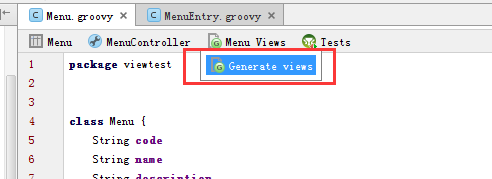 Menu.groovy MenuEntry.groovy
Menu MenuController Menu Views Tests
Generate views
1 package viewtest
2
3
4 class Menu {
5 String code
6 String name
7 String description